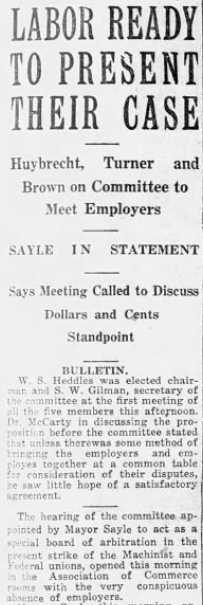 LABOR READY
TO PRESENT
THEIR CASE
Huybrecht, Turner and
Brown on Committee to
Meet Employers
SAYLE IN STATEMENT
Says Meeting Called to Discuss
Dollars and Cents
Standpoint
BULLETIN.
W. S. Heddles was elected chair-
man and S. W. Gilman, secretary of
the committee at the first meeting of
all the five members this afternoon.
Dr. McCarty in discussing the pro-
position before the committee stated
that unless therewas some method of
bringing the employers and em-
ployes together at a common table
for consideration of their disputes,
he saw little hope of a satisfactory
agreement.
The hearing of the committee ap-
pointed by Mayor Sayle to act as a
special board of arbitration in the
present strike of the Machinist and
Federal unions, opened this morning
in the Association of Commerce
rooms with the very conspicuous
absence of employers.